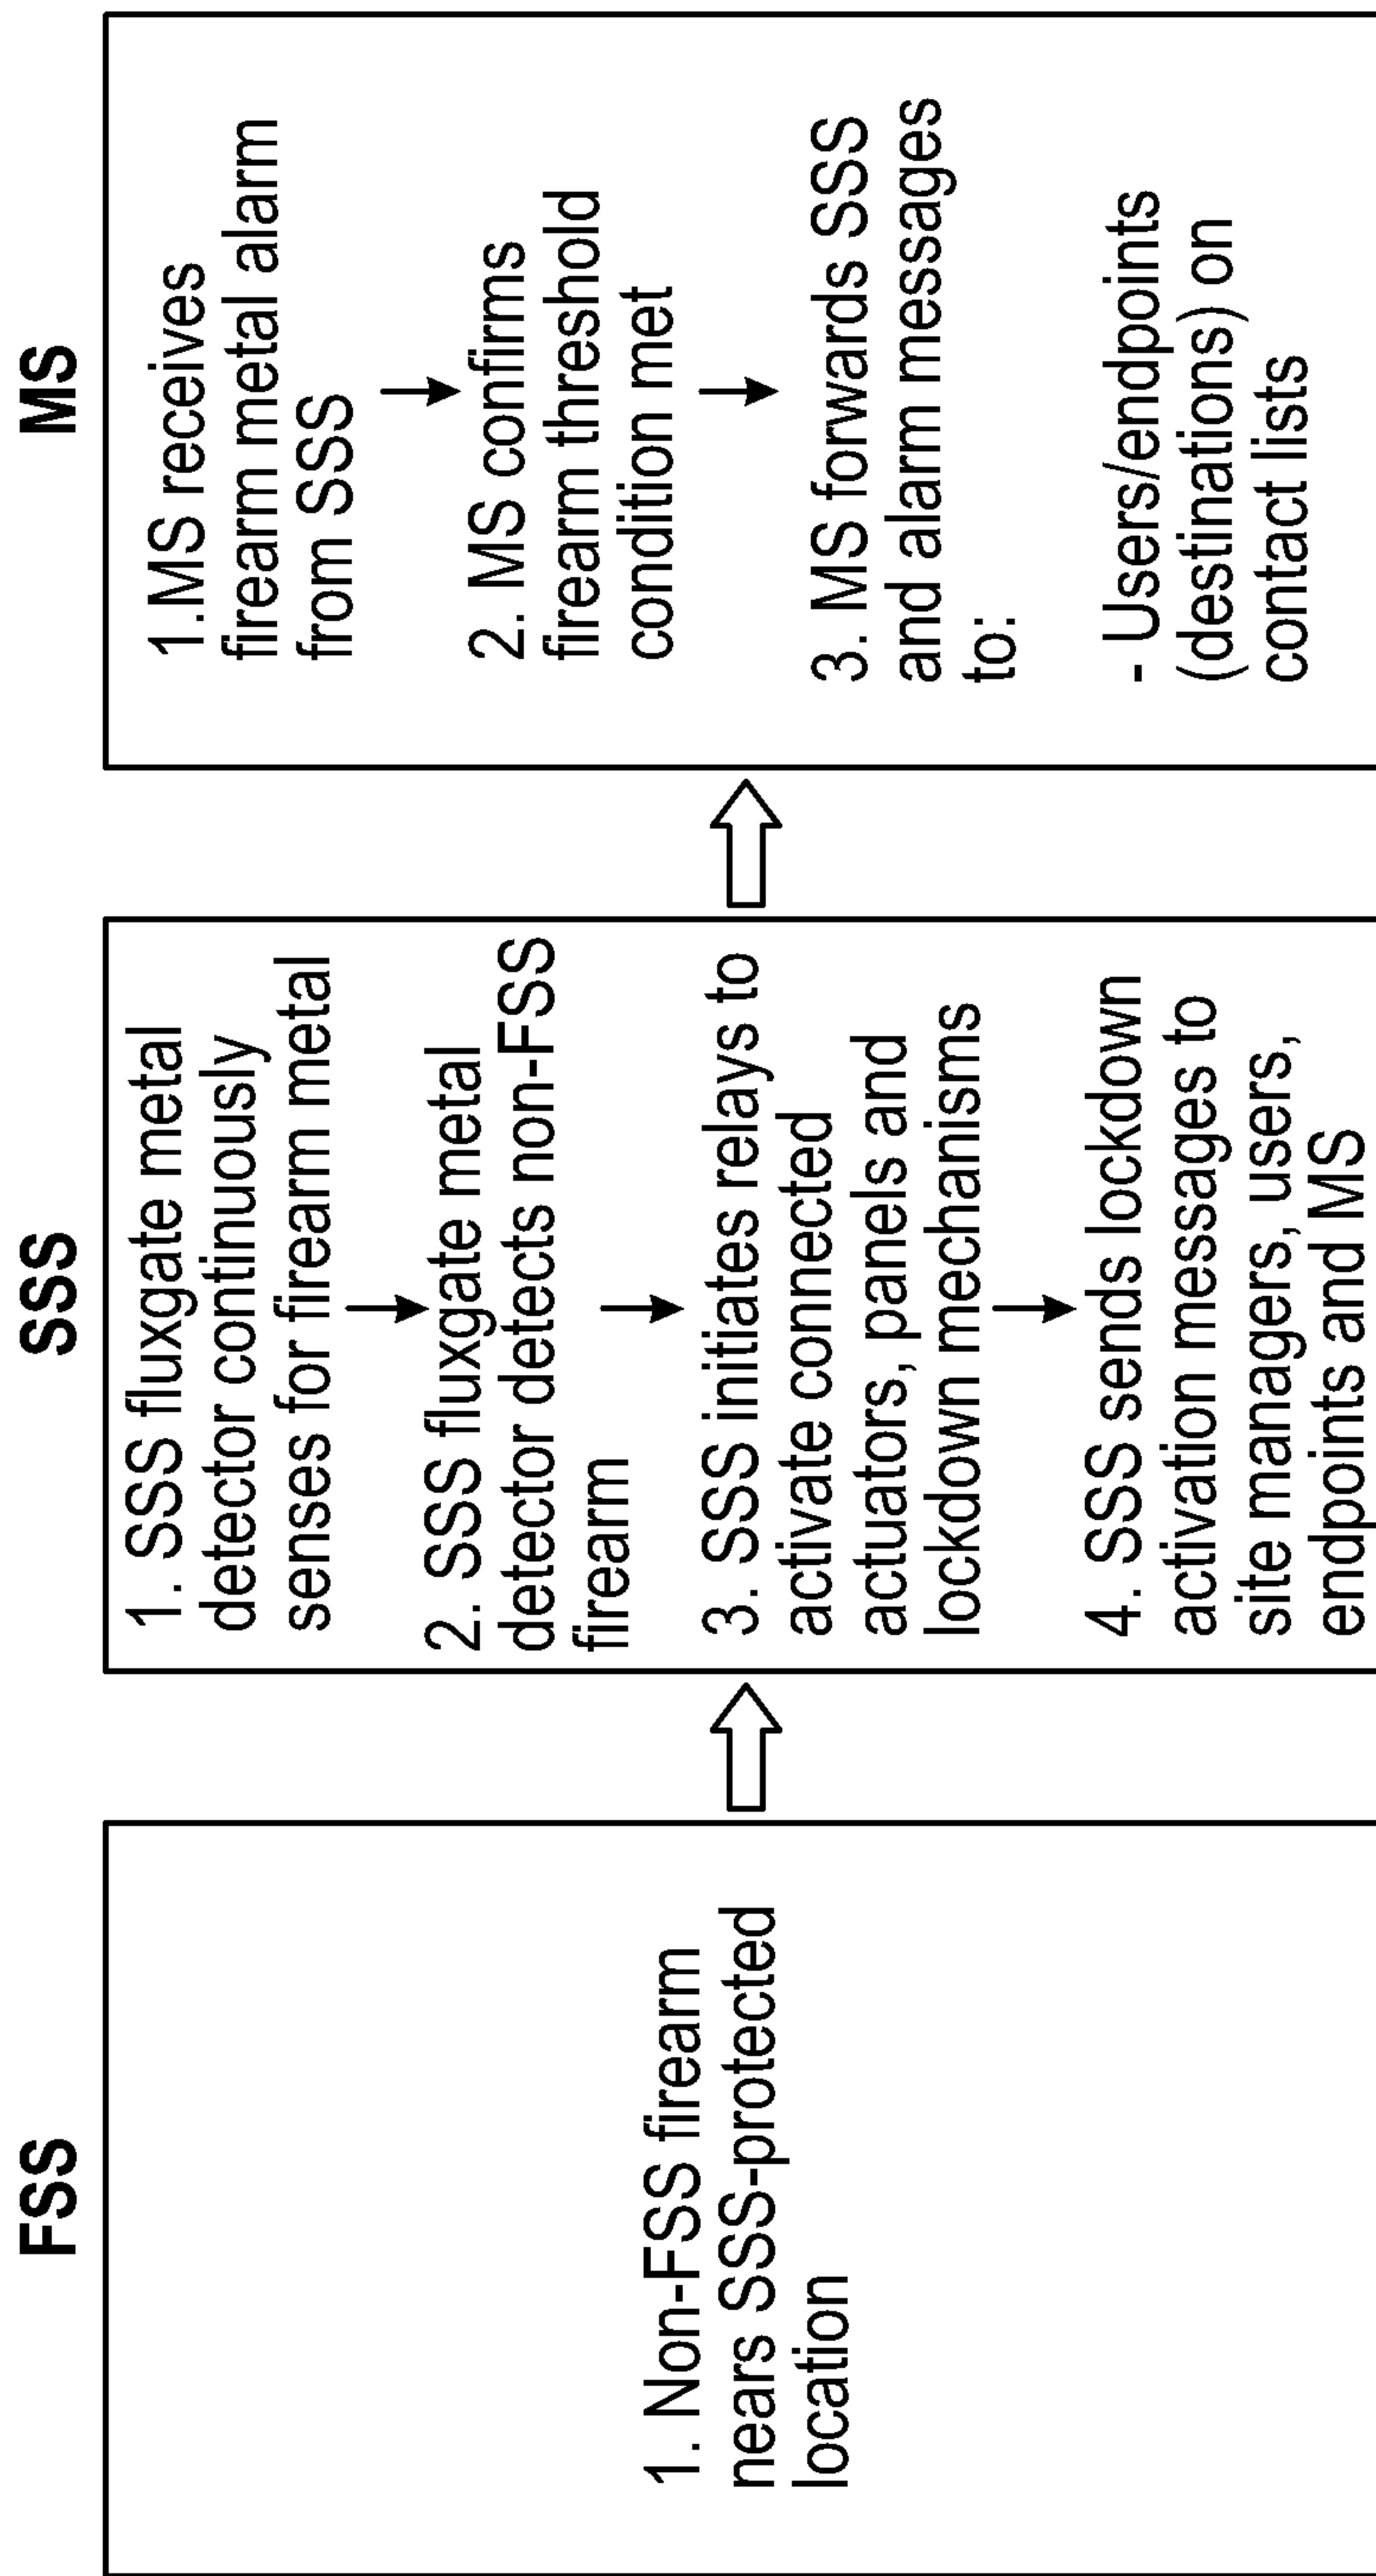 FSS
1. Non-FSS firearm
nears SSS-protected
location
SSS
1. SSS fluxgate metal
detector continuously
senses for firearm metal
2. SSS fluxgate metal
detector detects non-FSS
firearm
3. SSS initiates relays to
activate connected
actuators, panels and
lockdown mechanisms
4. SSS sends lockdown
activation messages to
site managers, users,
endpoints and MS
MS
1.MS receives
firearm metal alarm
from SSS
2. MS confirms
firearm threshold
condition met
3. MS forwards SSS
and alarm messages
to:
- Users/endpoints
(destinations) on
contact lists